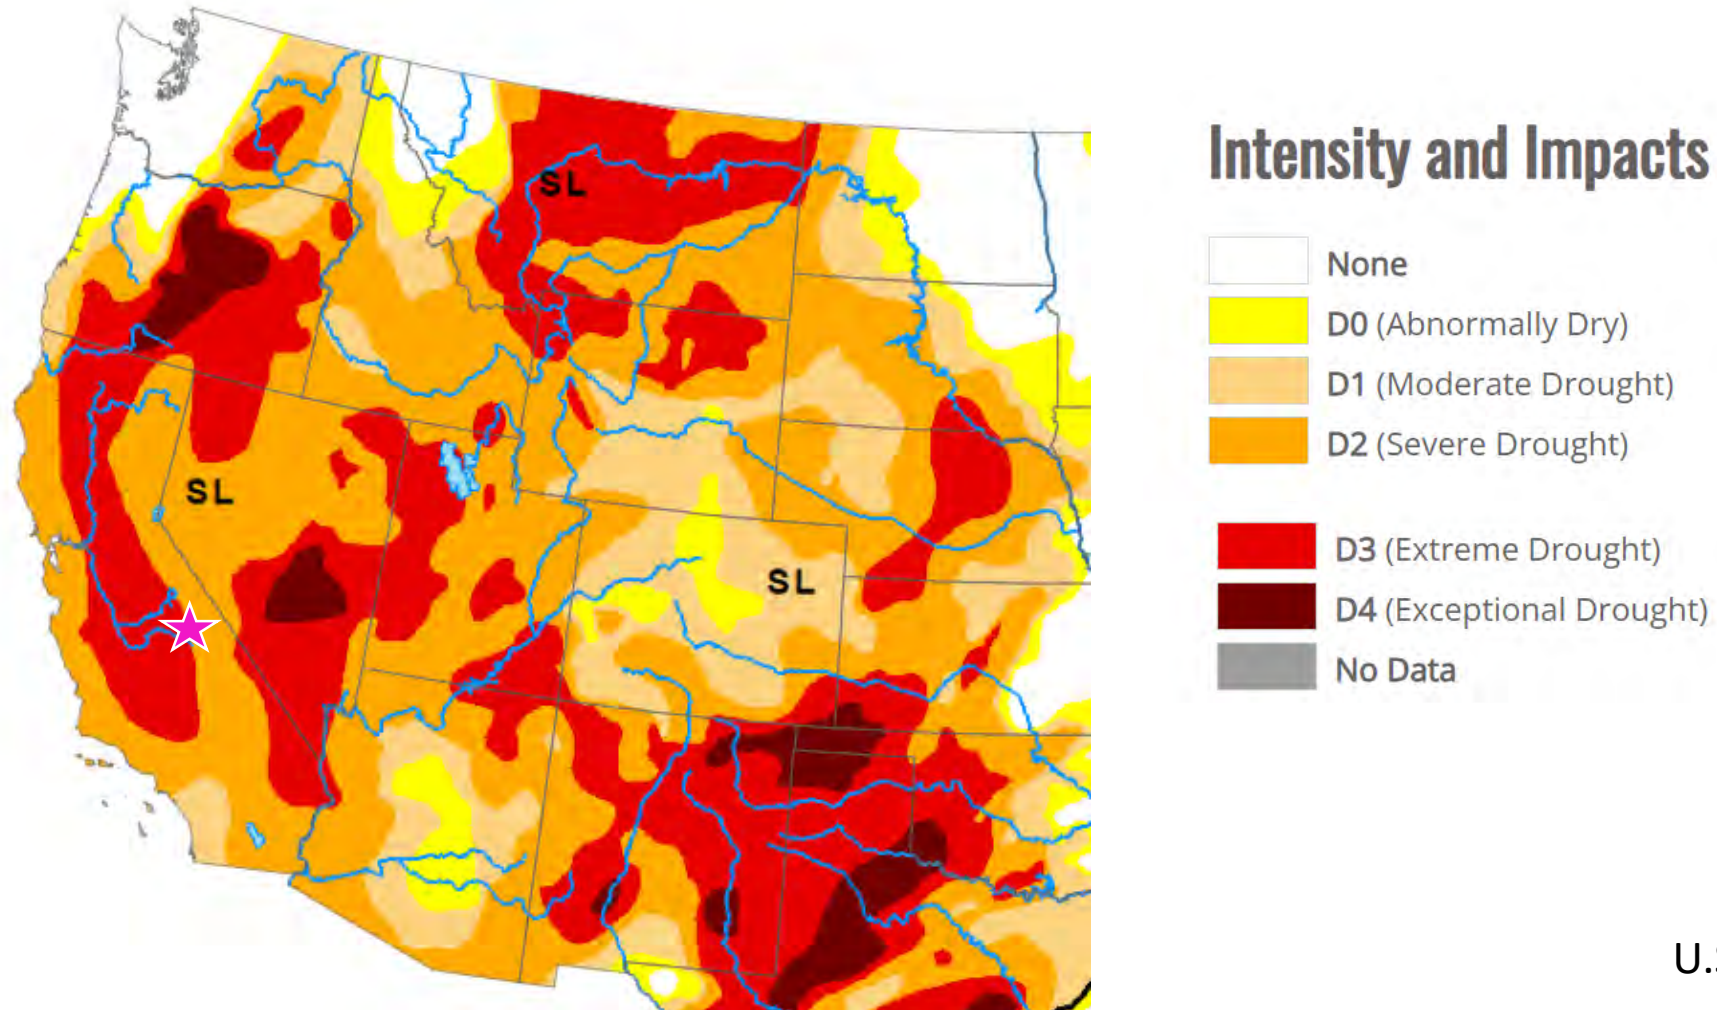 SL
SL
SL
Intensity and Impacts
None
D0 (Abnormally Dry)
D1 (Moderate Drought)
D2 (Severe Drought)
D3 (Extreme Drought)
D4 (Exceptional Drought)
No Data